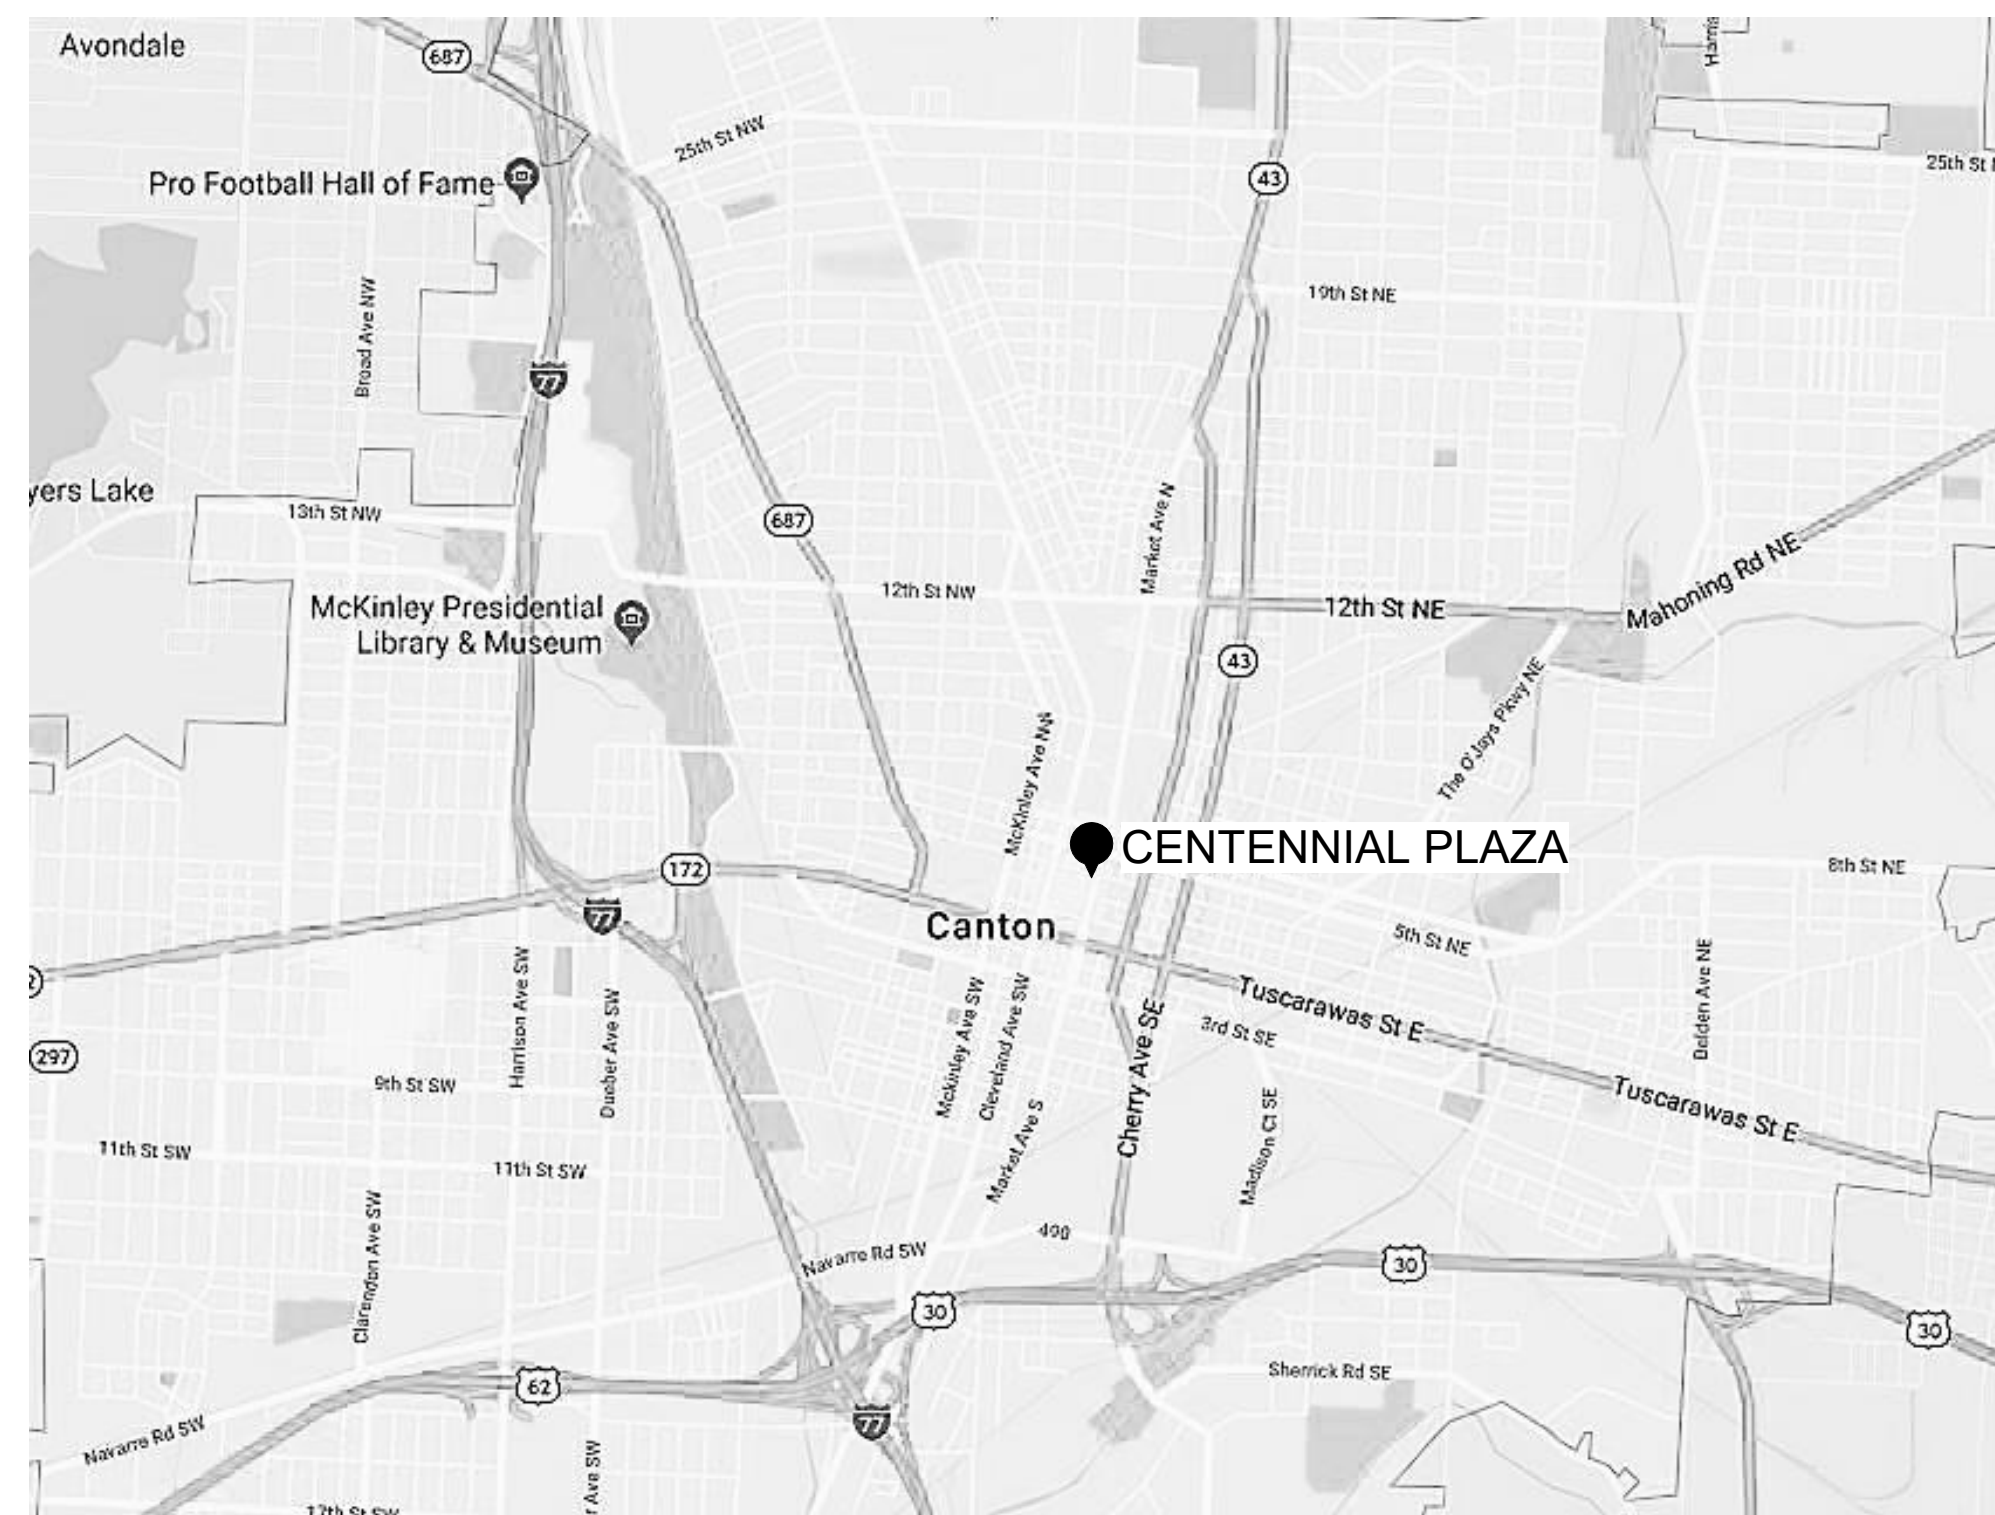 Avondale
687
25th St NW
Pro Football Hall of Fame
43
25th St
19th St NE
Broad Ave NW
77
yers Lake
13th St NW
687
Market Ave N
12th St NW
McKinley Presidential
Library & Museum
12th St NE
Mahoning Rd NE
43
The O'Jays Pkwy NE
McKinley Ave NW
CENTENNIAL PLAZA
172
8th St NE
77
Canton
5th St NE
Harrison Ave SW
Dueber Ave SW
Mckinley Ave SW
Cleveland Ave SW
Tuscarawas St E
3rd St SE
Belden Ave NE
297
9th St SW
Cherry Ave SE
Market Ave S
Madison Ct SE
Tuscarawas St E
11th St SW
11th St SW
Clarendon Ave SW
Navarre Rd SW
490
30
30
30
62
Sherrick Rd SE
77
Navarre Rd SW
r Ave SW
17th St SW